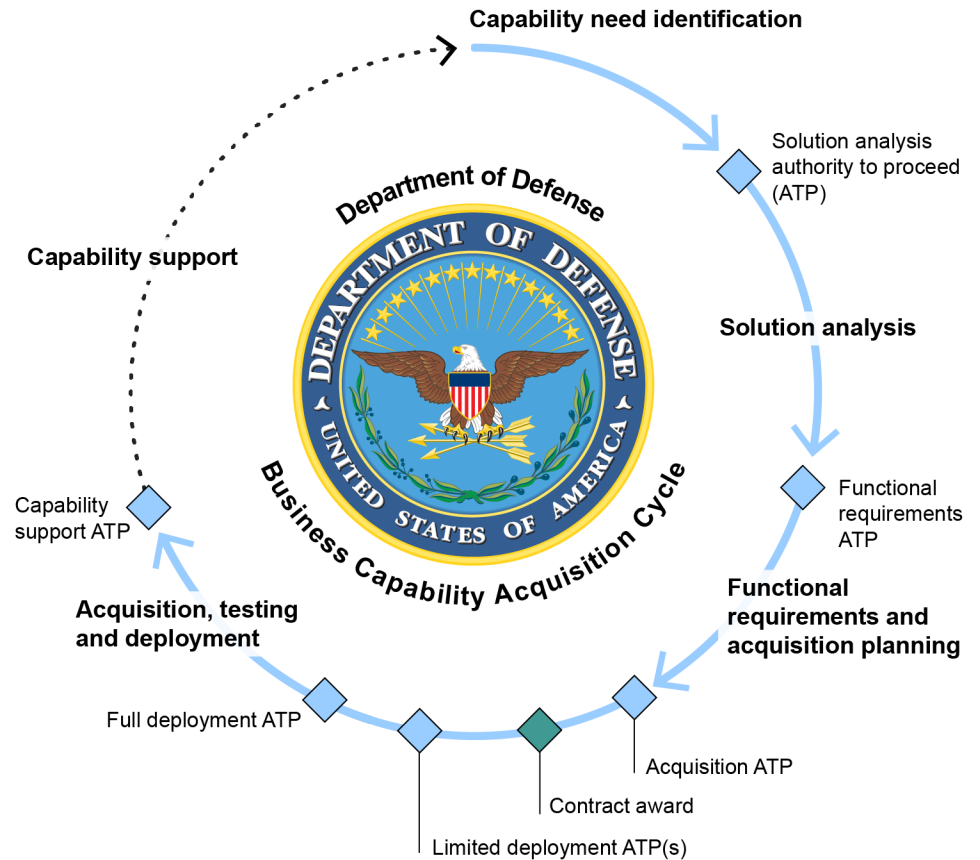 Capability need identification
Solution analysis
authority to proceed
(ATP)
Department of Defense
DEPARTMENT OF DEFENSE
UNITED STATES OF AMERICA
Business Capability Acquisition Cycle
Capability support
Solution analysis
Functional
requirements
ATP
Capability
support ATP
Functional
requirements and
acquisition planning
Acquisition, testing
and deployment
Full deployment ATP
Acquisition ATP
Contract award
Limited deployment ATP(s)